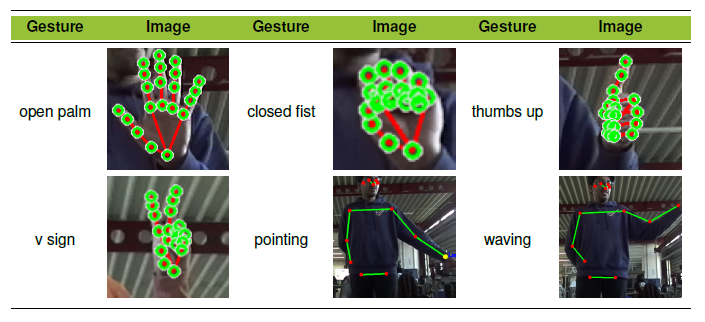 Gesture Image Gesture Image Gesture Image
open palm closed fist thumbs up
v sign pointing waving